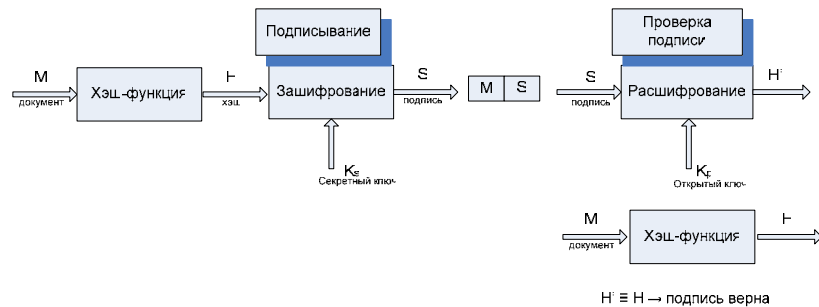 Подписывание
M
документ
Хэш-функция
H
хэш
Зашифрование
S
подпись
Ks
Секретный ключ
M S
Проверка
подписи
S
подпись
Расшифрование
H'
Kp
Открытый ключ
M
документ
Хэш-функция
H
H' ≡ H → подпись верна